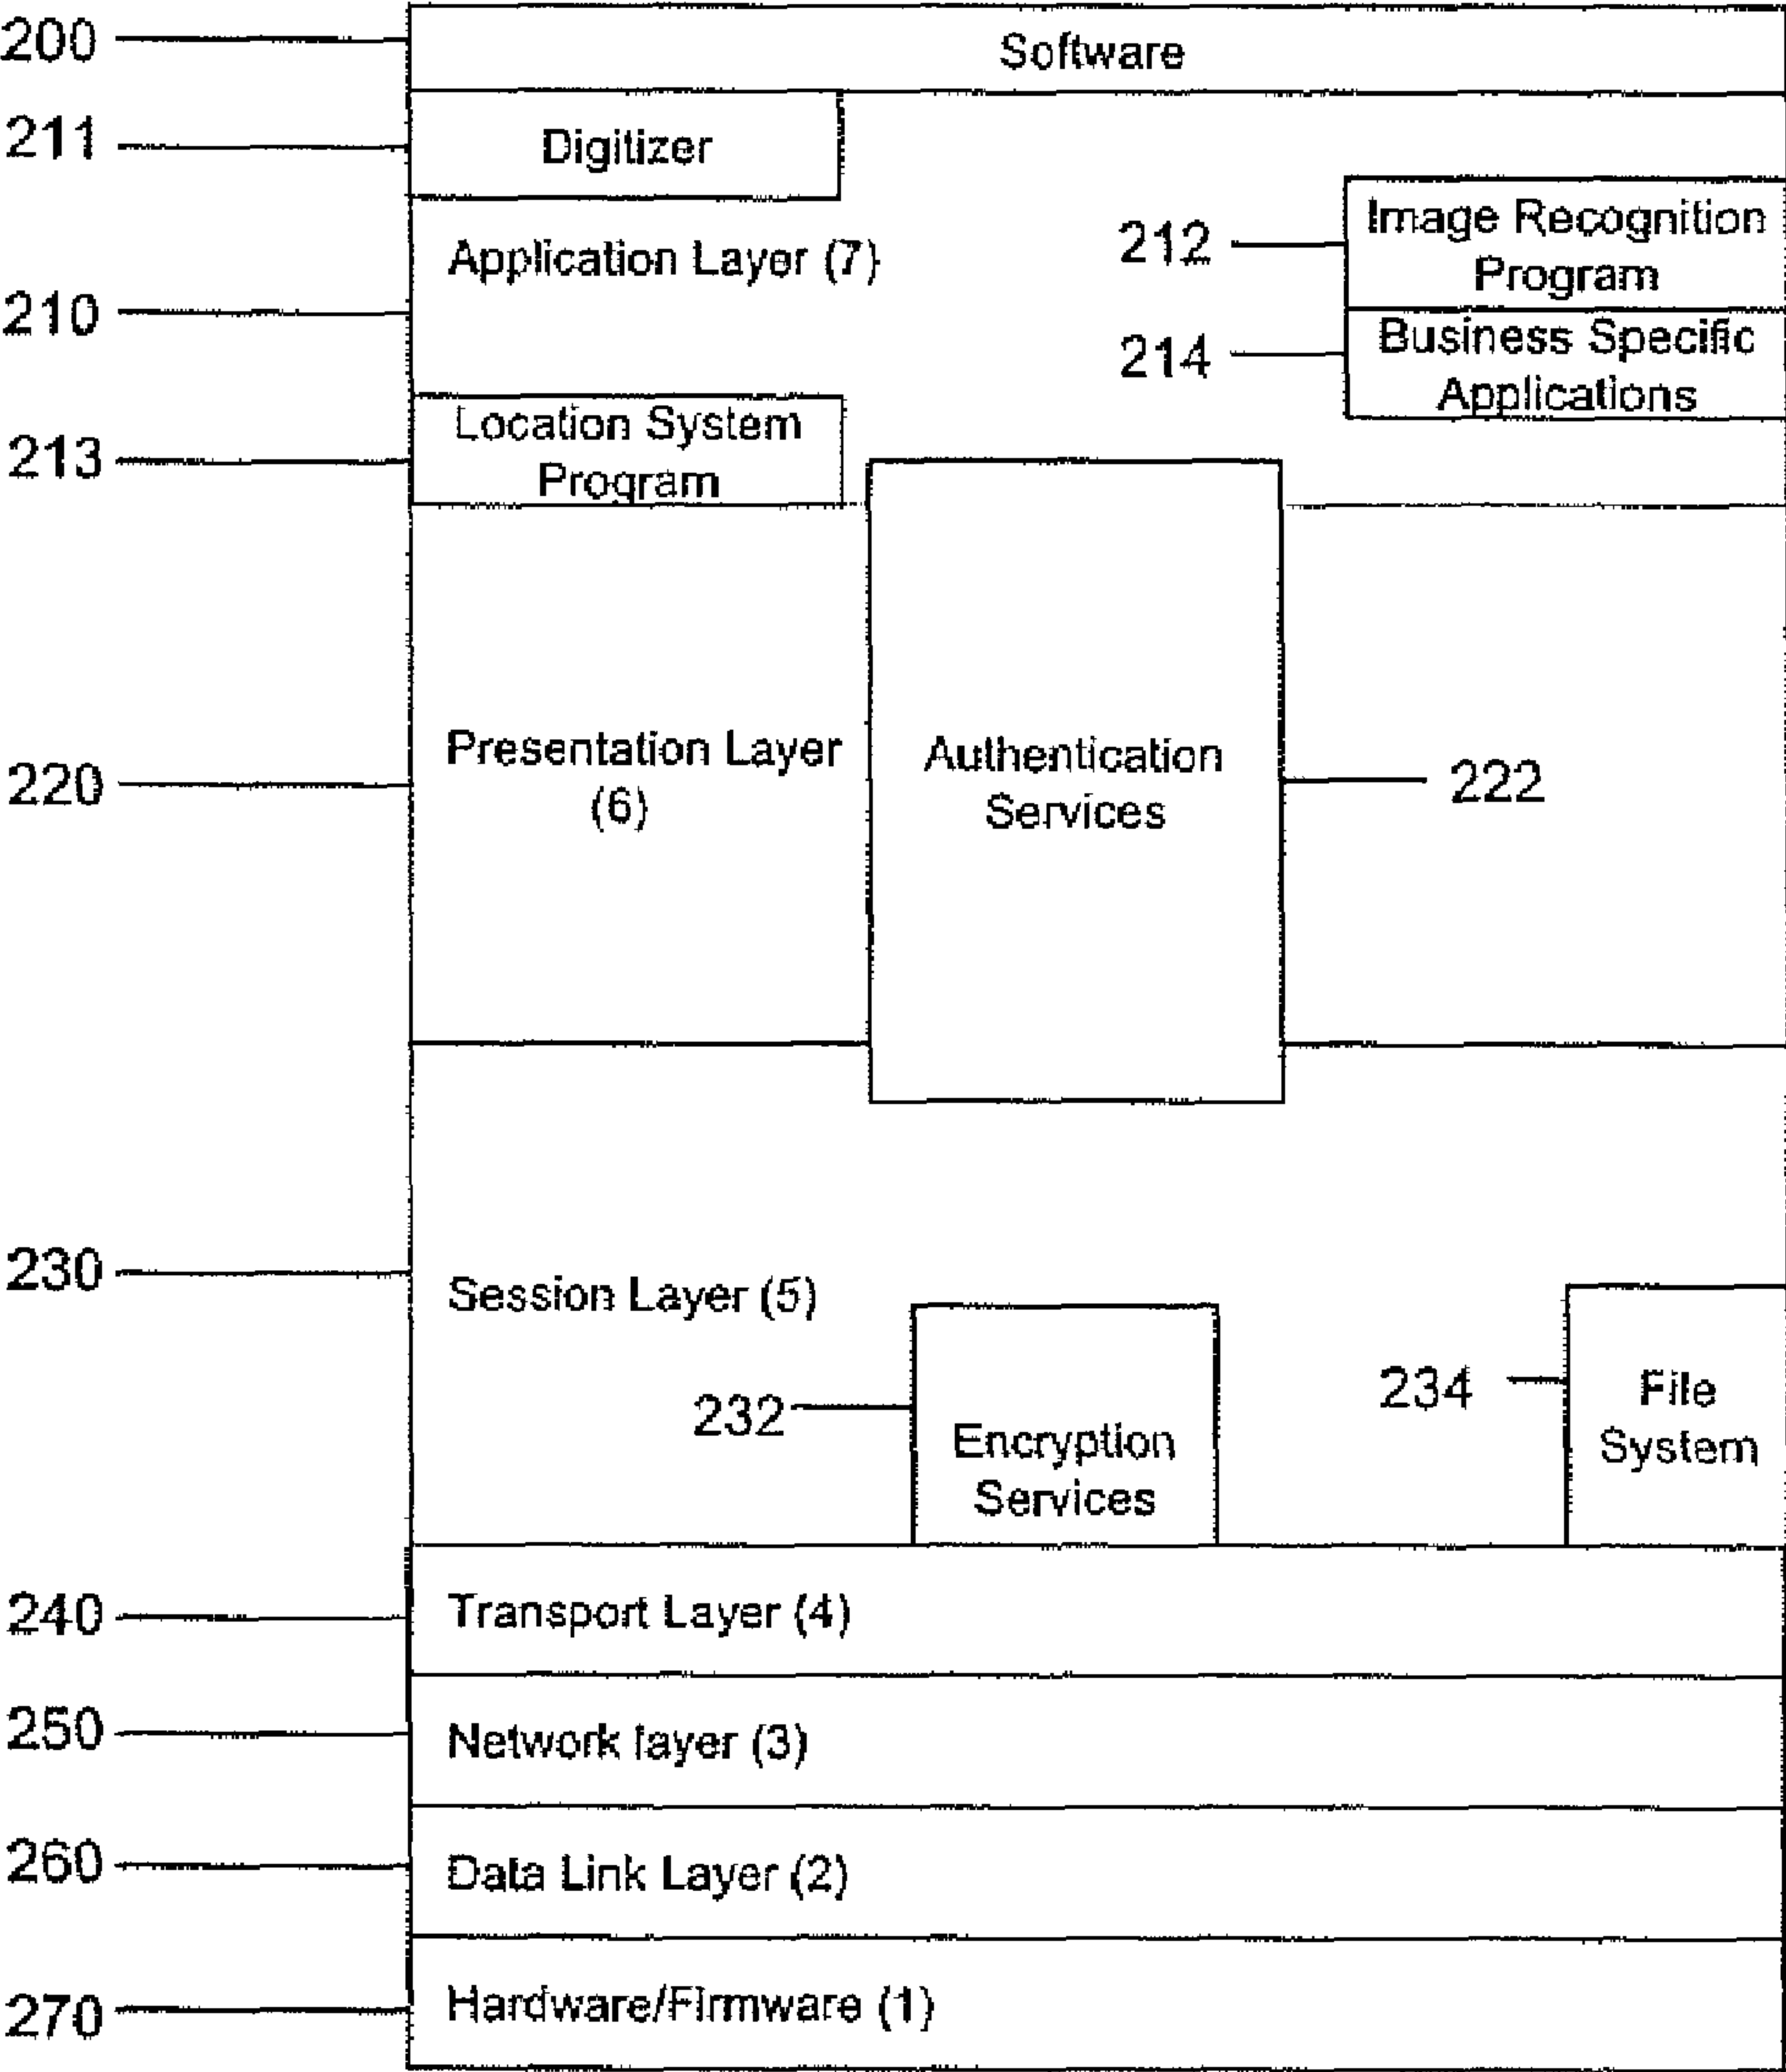 200
Software
211
Digitizer
Application Layer (7)
212
Image Recognition
Program
210
214
Business Specific
Applications
213
Location System
Program
220
Presentation Layer
(6)
Authentication
Services
222
230
Session Layer (5)
232
Encryption
Services
234
File
System
240
Transport Layer (4)
250
Network layer (3)
260
Data Link Layer (2)
270
Hardware/Firmware (1)